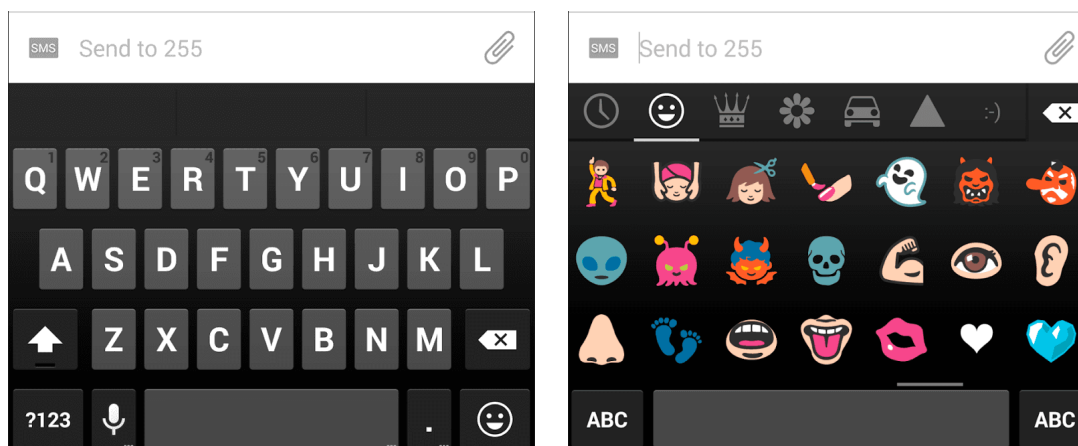 SMS Send to 255
1 2 3 4 5 6 7 8 9 0
Q W E R T Y U I O P
A S D F G H J K L
Z X C V B N M
?123 .
SMS Send to 255
:-)
ABC ABC